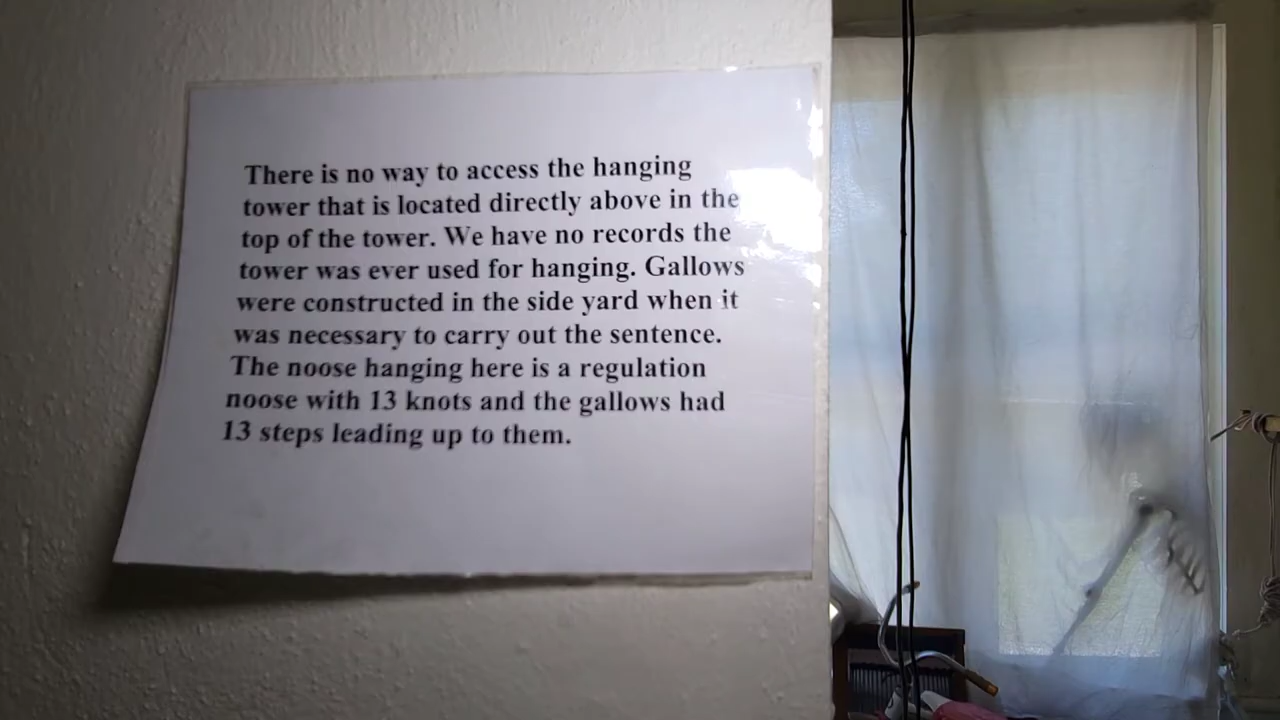 There is no way to access the hanging
tower that is located directly above in the
top of the tower. We have no records the
tower was ever used for hanging. Gallows
were constructed in the side yard when it
was necessary to carry out the sentence.
The noose hanging here is a regulation
noose with 13 knots and the gallows had
13 steps leading up to them.